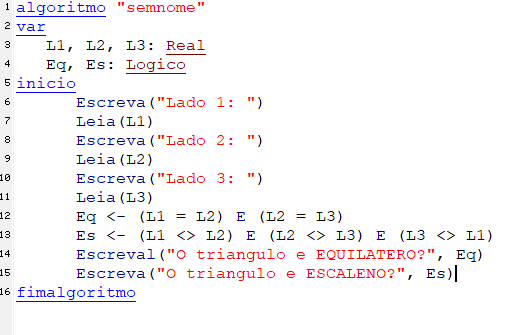 1 algoritmo "semnome"
2 var
3 L1, L2, L3: Real
4 Eq, Es: Logico
5 inicio
6 Escreva("Lado 1: ")
7 Leia(L1)
8 Escreva("Lado 2: ")
9 Leia(L2)
10 Escreva("Lado 3: ")
11 Leia(L3)
12 Eq <- (L1 = L2) E (L2 = L3)
13 Es <- (L1 <> L2) E (L2 <> L3) E (L3 <> L1)
14 Escreval("O triangulo e EQUILATERO?", Eq)
15 Escreva("O triangulo e ESCALENO?", Es)
16 fimalgoritmo